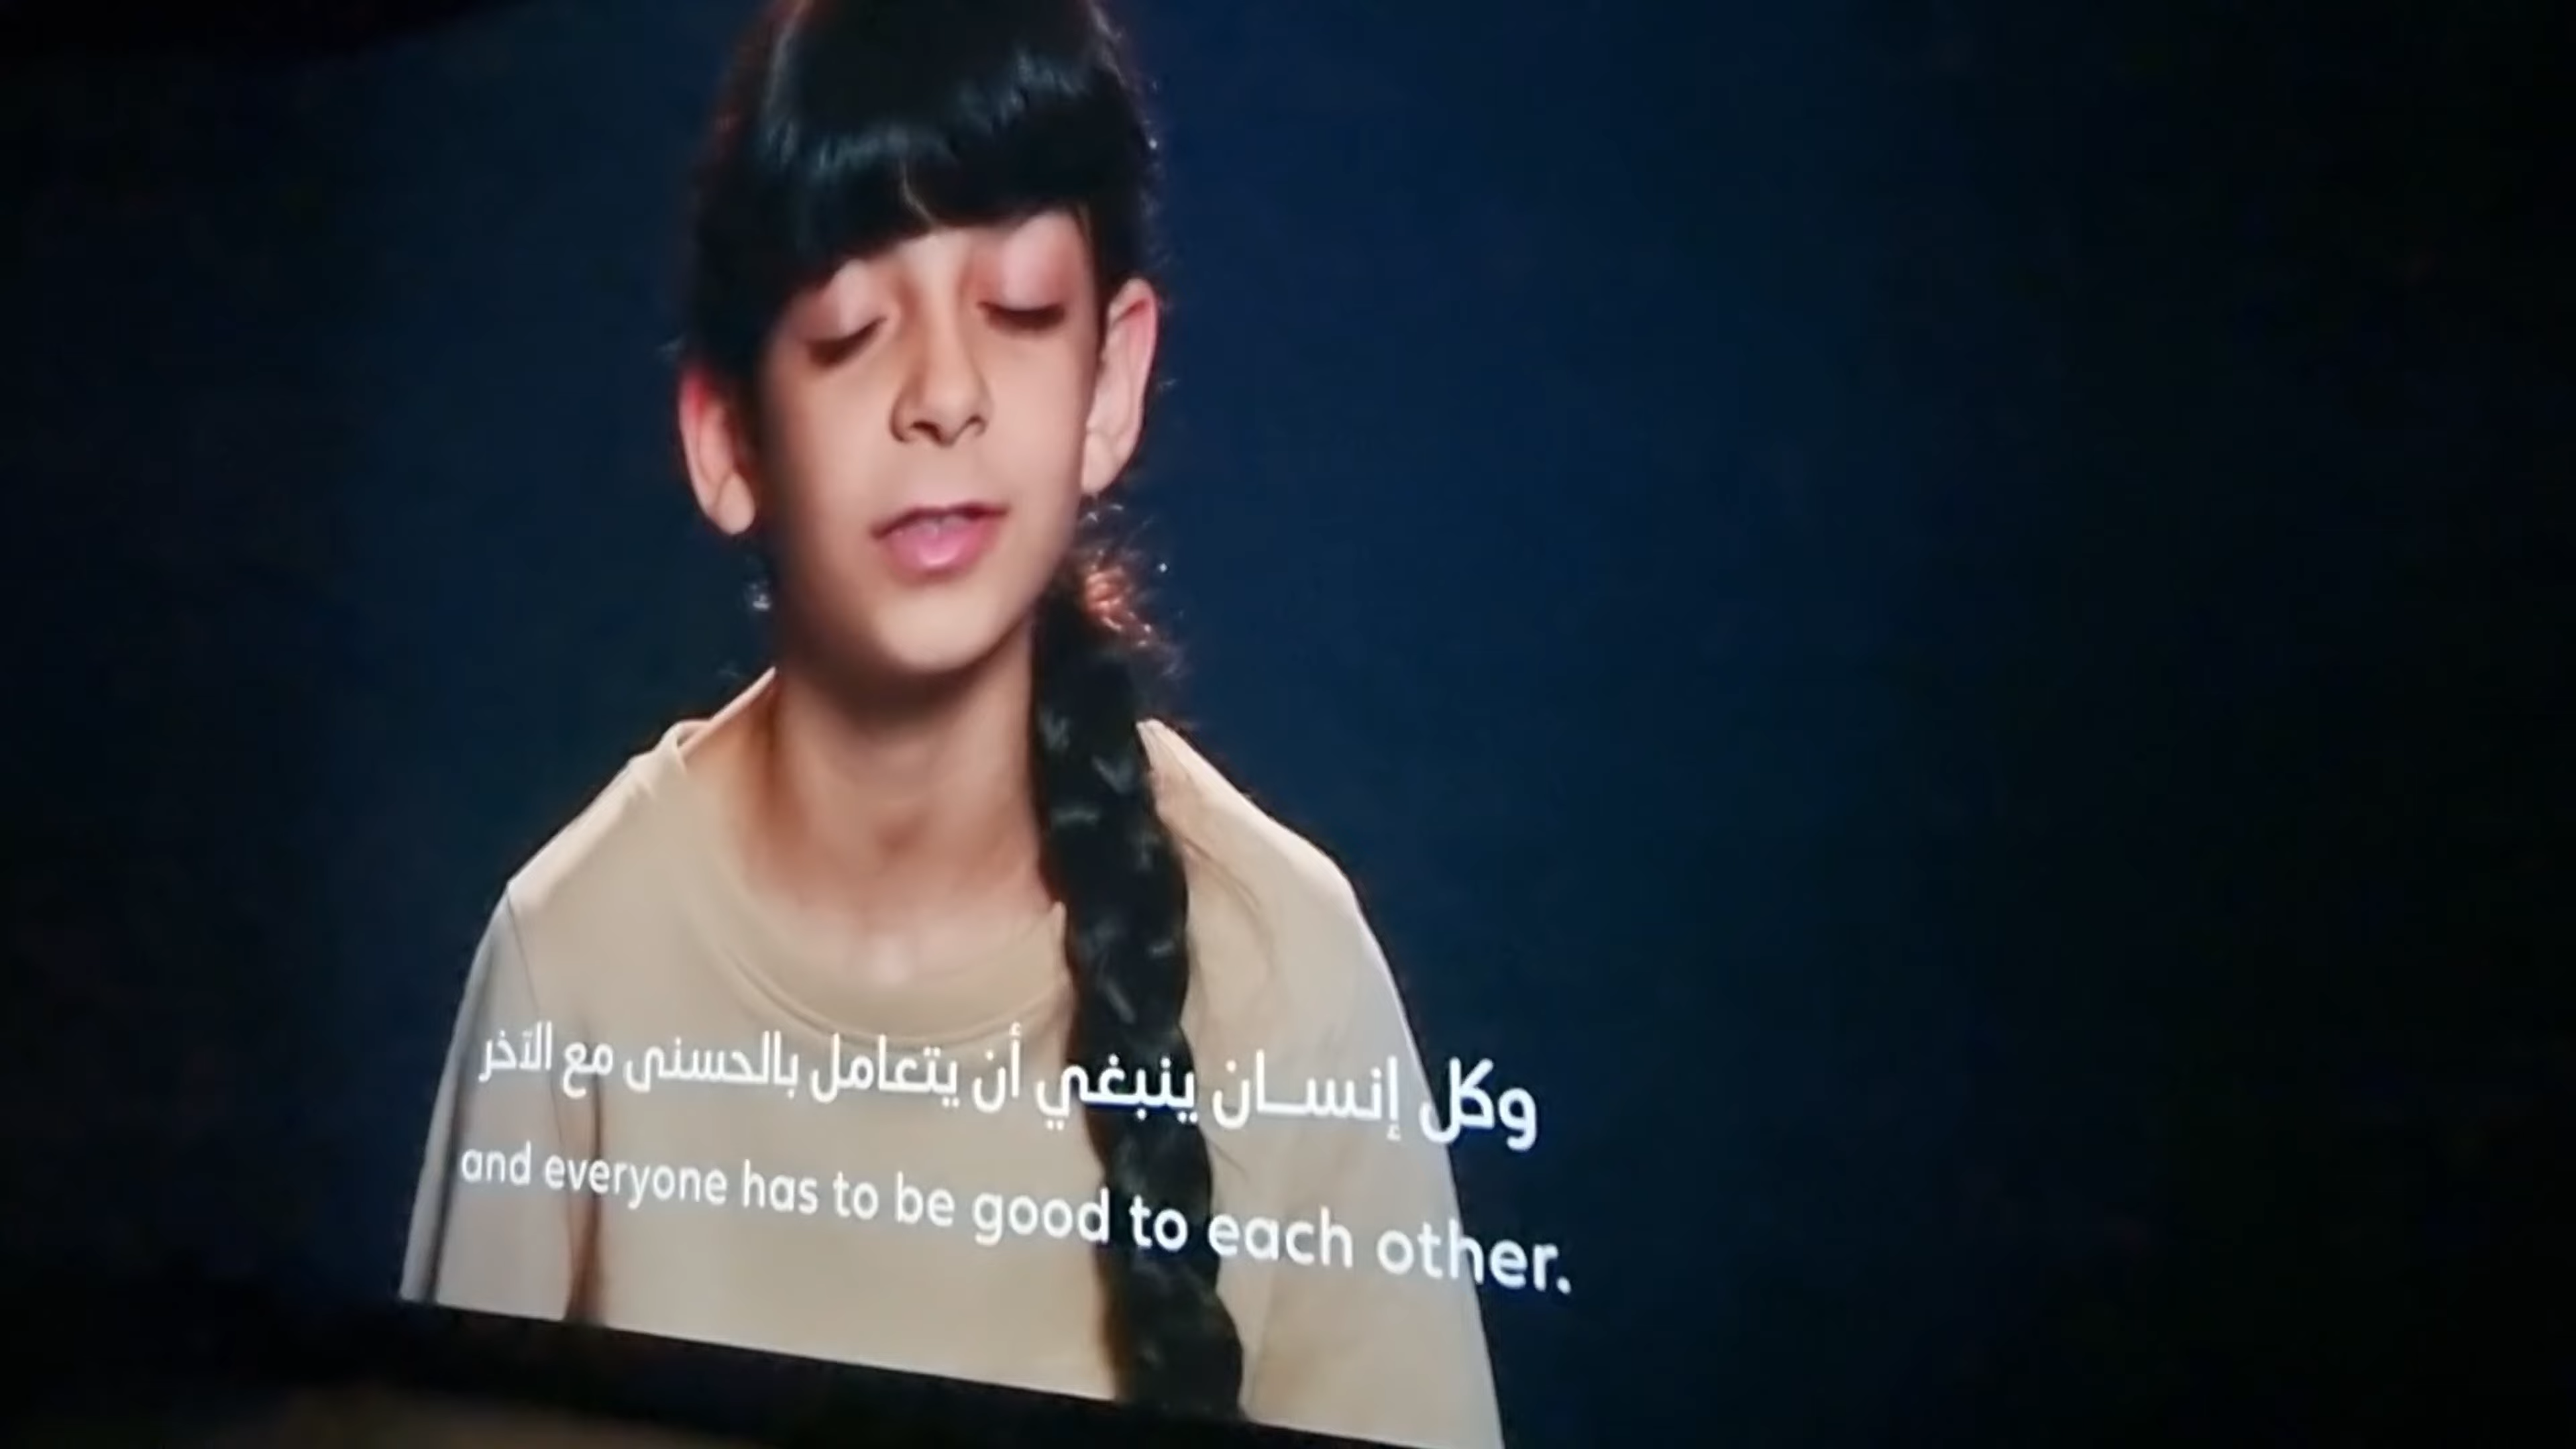 وكل إنســان ينبغي أن يتعامل بالحسنى مع الآخر
and everyone has to be good to each other.